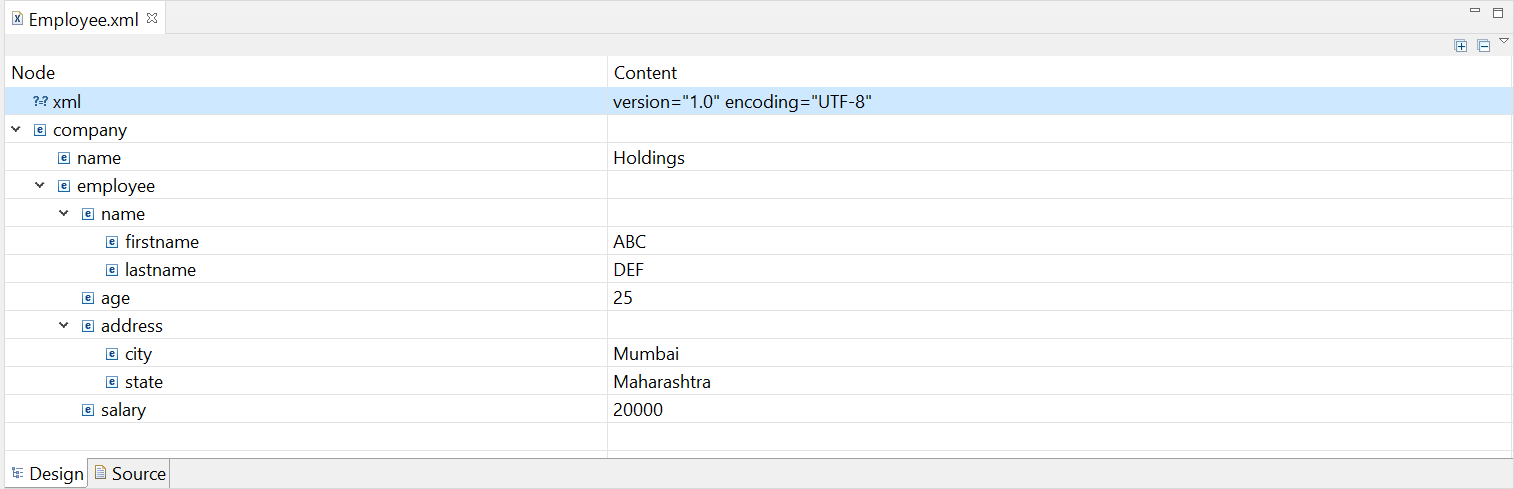 Employee.xml
Node Content
?=? xml version="1.0" encoding="UTF-8"
e company
e name Holdings
e employee
e name
e firstname ABC
e lastname DEF
e age 25
e address
e city Mumbai
e state Maharashtra
e salary 20000
Design Source